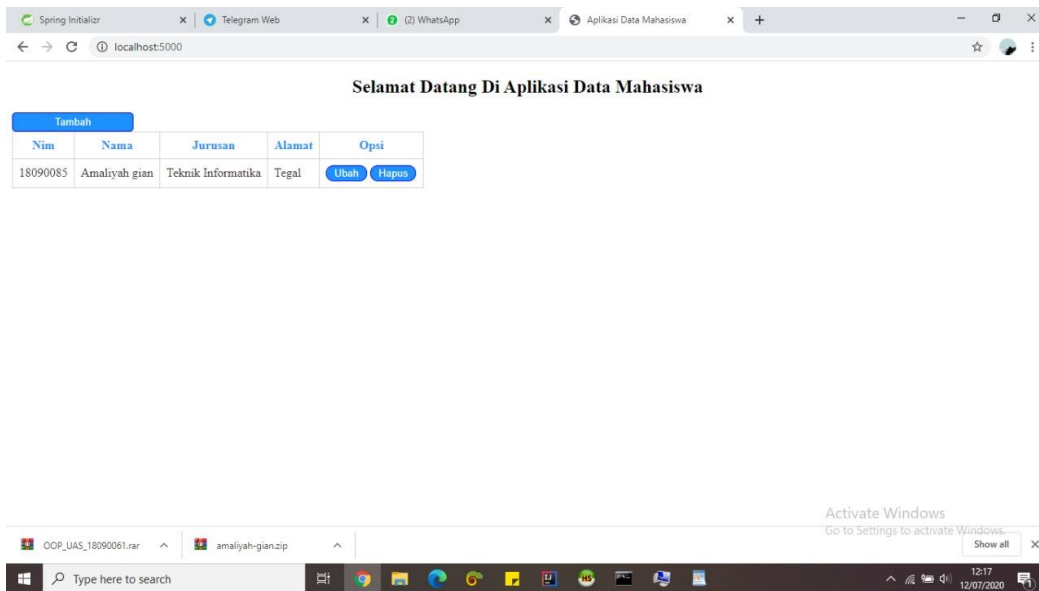 Spring Initializr
Telegram Web
(2) WhatsApp
Aplikasi Data Mahasiswa
localhost:5000
Selamat Datang Di Aplikasi Data Mahasiswa
Tambah
Nim Nama Jurusan Alamat Opsi
18090085 Amaliyah gian Teknik Informatika Tegal Ubah Hapus
Activate Windows
Go to Settings to activate Windows.
OOP_UAS_18090061.rar
amaliyah-gian.zip
Show all
Type here to search
12:17
12/07/2020